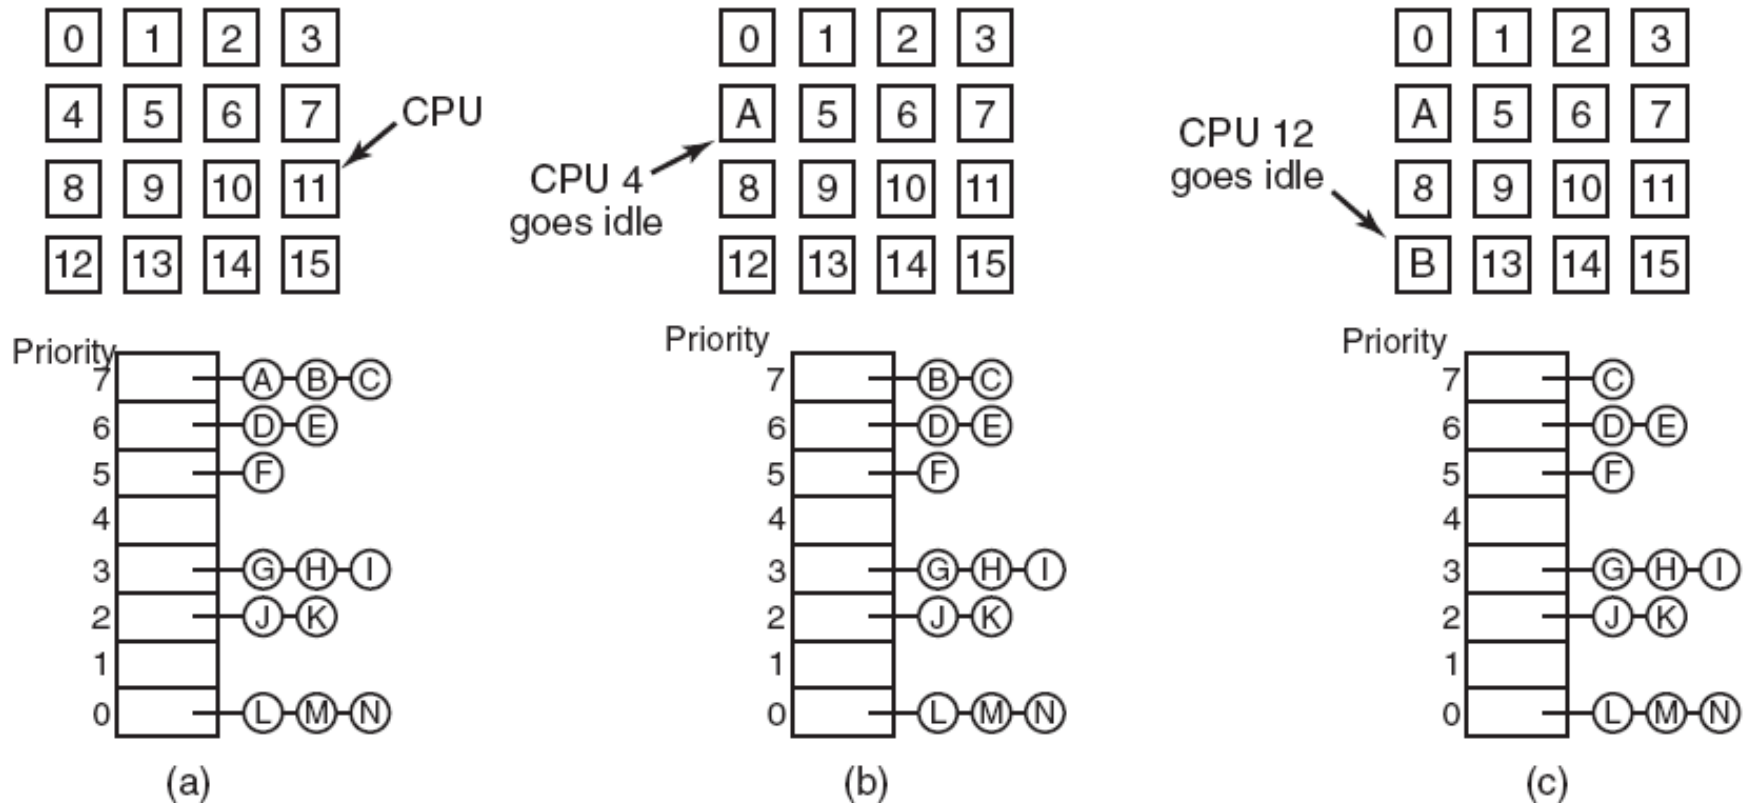 0 1 2 3
4 5 6 7
CPU
8 9 10 11
12 13 14 15
Priority
7 A B C
6 D E
5 F
4
3 G H I
2 J K
1
0 L M N
(a)
0 1 2 3
A 5 6 7
CPU 4
goes idle
8 9 10 11
12 13 14 15
Priority
7 B C
6 D E
5 F
4
3 G H I
2 J K
1
0 L M N
(b)
0 1 2 3
A 5 6 7
CPU 12
goes idle
8 9 10 11
B 13 14 15
Priority
7 C
6 D E
5 F
4
3 G H I
2 J K
1
0 L M N
(c)